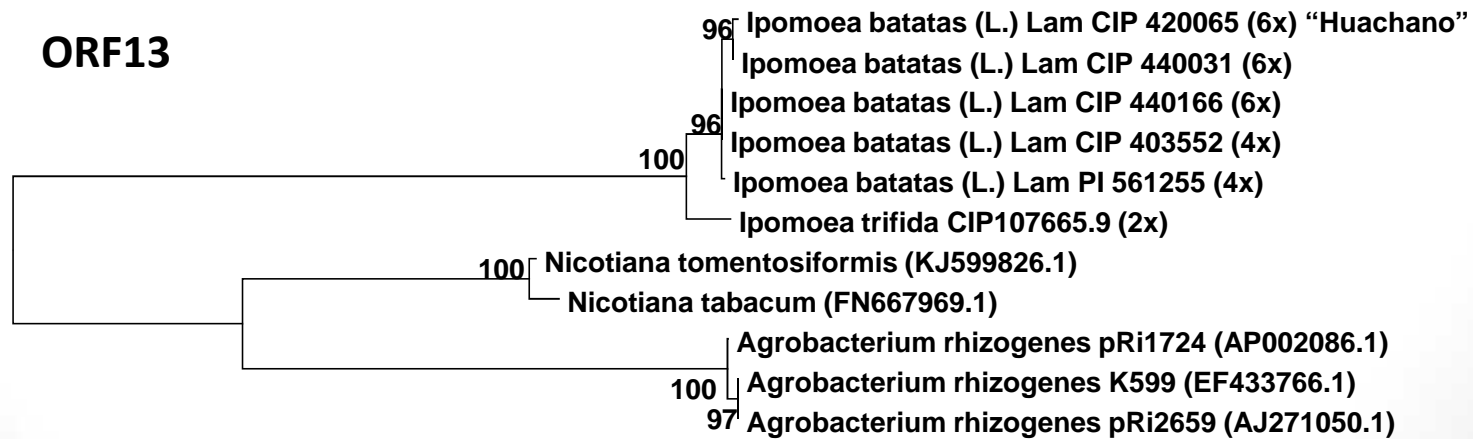 ORF13
96
Ipomoea batatas (L.) Lam CIP 420065 (6x) “Huachano”
Ipomoea batatas (L.) Lam CIP 440031 (6x)
Ipomoea batatas (L.) Lam CIP 440166 (6x)
96
Ipomoea batatas (L.) Lam CIP 403552 (4x)
100
Ipomoea batatas (L.) Lam PI 561255 (4x)
Ipomoea trifida CIP107665.9 (2x)
100
Nicotiana tomentosiformis (KJ599826.1)
Nicotiana tabacum (FN667969.1)
Agrobacterium rhizogenes pRi1724 (AP002086.1)
100
Agrobacterium rhizogenes K599 (EF433766.1)
97
Agrobacterium rhizogenes pRi2659 (AJ271050.1)